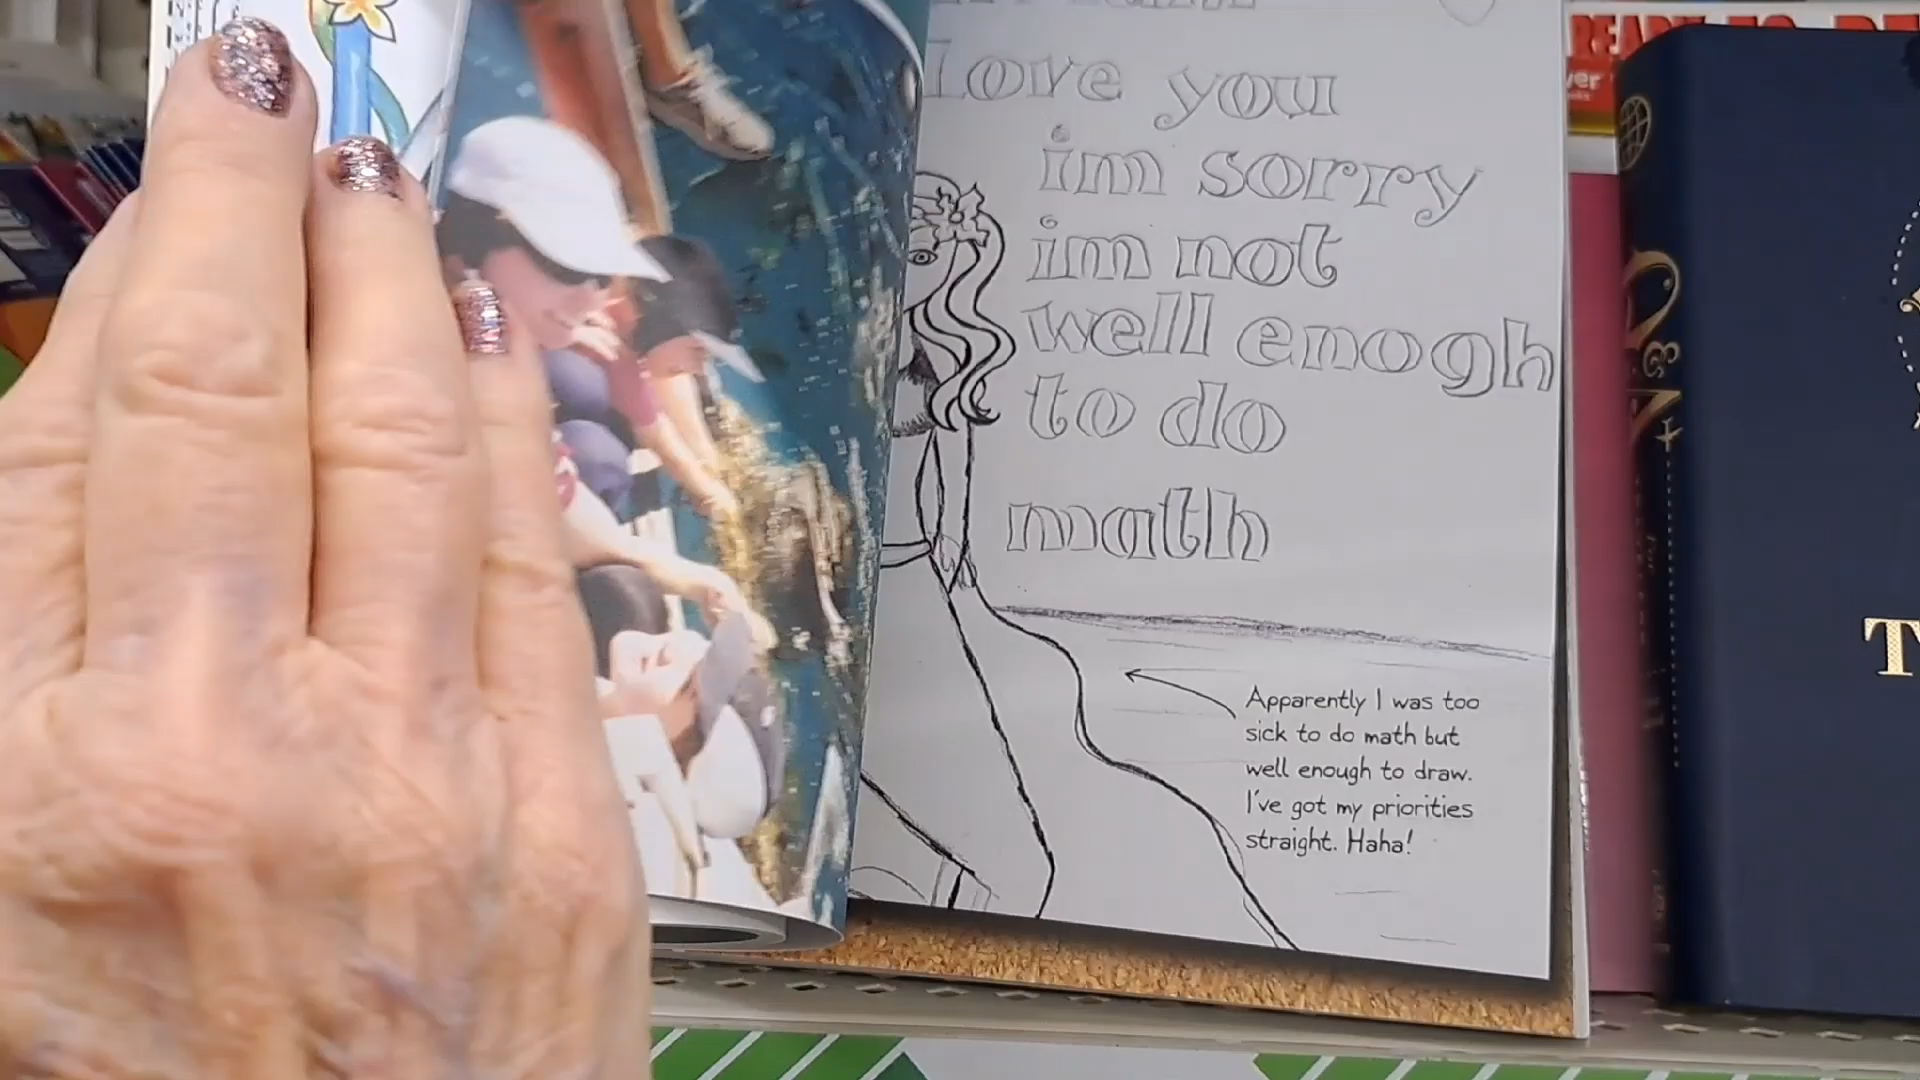 Love you
im sorry
im not
well enogh
to do
math
Apparently I was too
sick to do math but
well enough to draw.
I've got my priorities
straight. Haha!